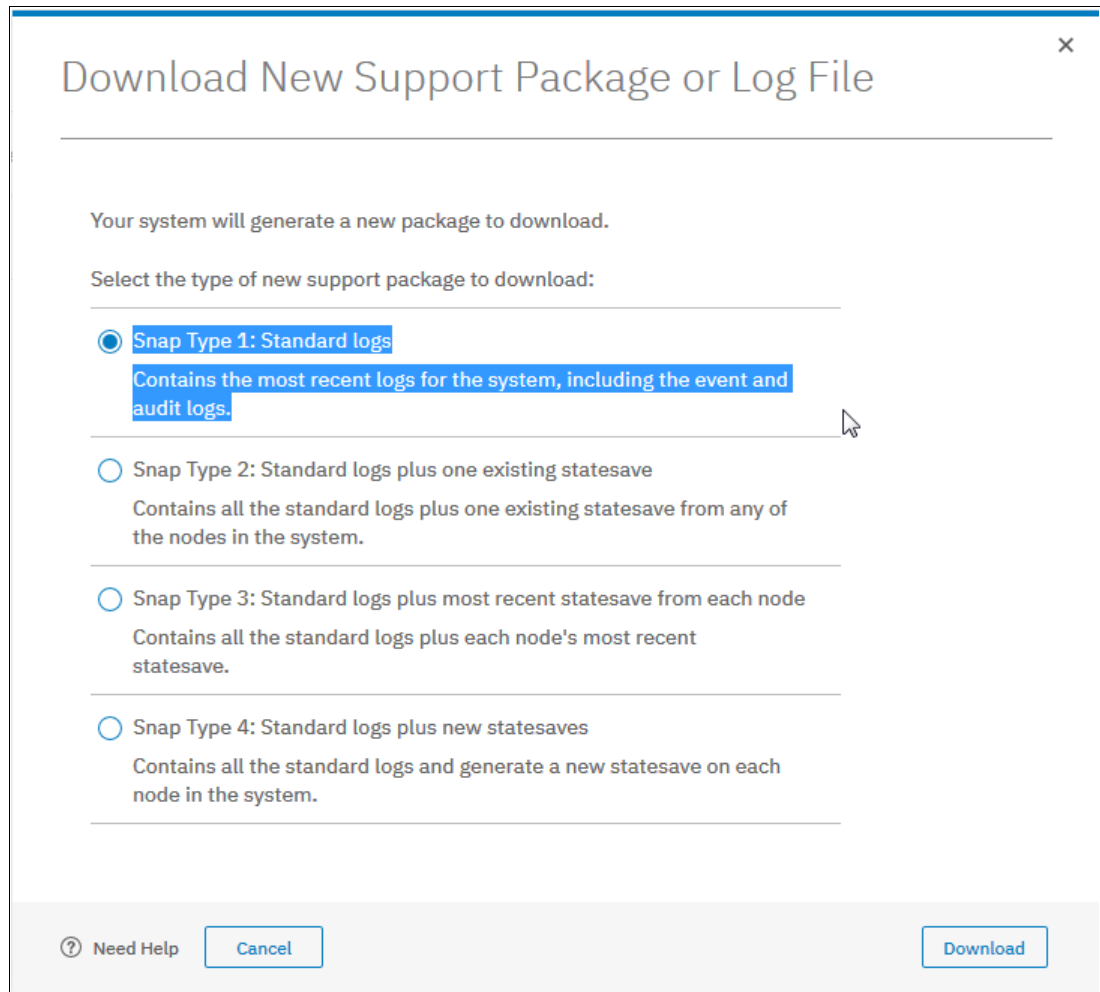 Download New Support Package or Log File
Your system will generate a new package to download.
Select the type of new support package to download:
Snap Type 1: Standard logs
Contains the most recent logs for the system, including the event and
audit logs.
Snap Type 2: Standard logs plus one existing statesave
Contains all the standard logs plus one existing statesave from any of
the nodes in the system.
Snap Type 3: Standard logs plus most recent statesave from each node
Contains all the standard logs plus each node's most recent
statesave.
Snap Type 4: Standard logs plus new statesaves
Contains all the standard logs and generate a new statesave on each
node in the system.
Need Help
Cancel
Download